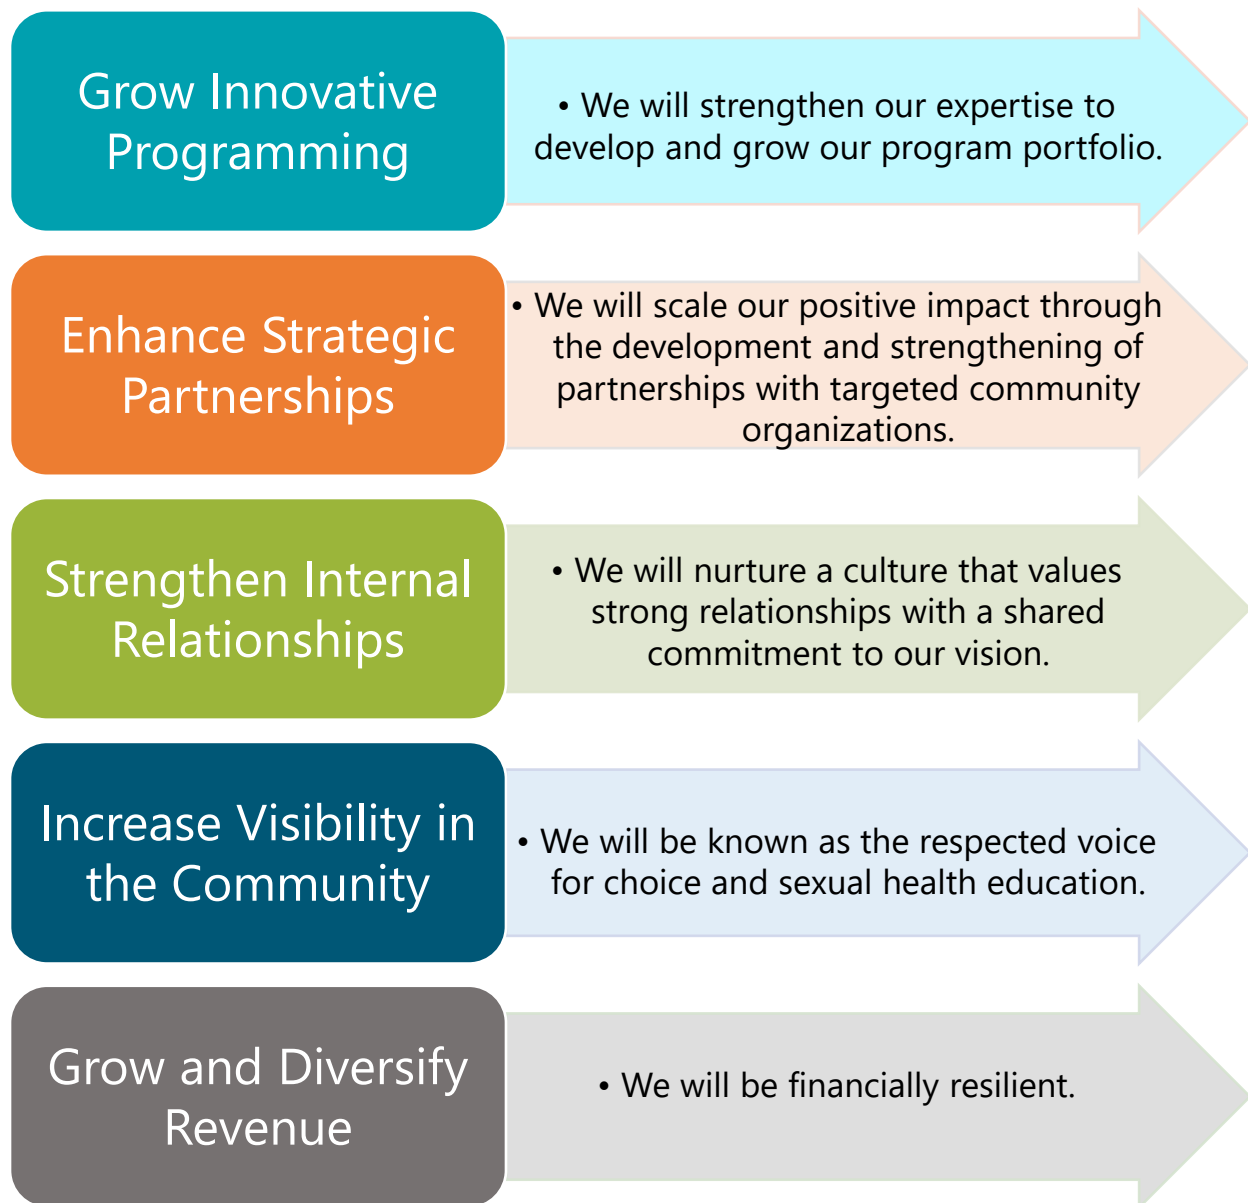 Grow Innovative
Programming
• We will strengthen our expertise to
develop and grow our program portfolio.
Enhance Strategic
Partnerships
• We will scale our positive impact through
the development and strengthening of
partnerships with targeted community
organizations.
Strengthen Internal
Relationships
• We will nurture a culture that values
strong relationships with a shared
commitment to our vision.
Increase Visibility in
the Community
• We will be known as the respected voice
for choice and sexual health education.
Grow and Diversify
Revenue
• We will be financially resilient.